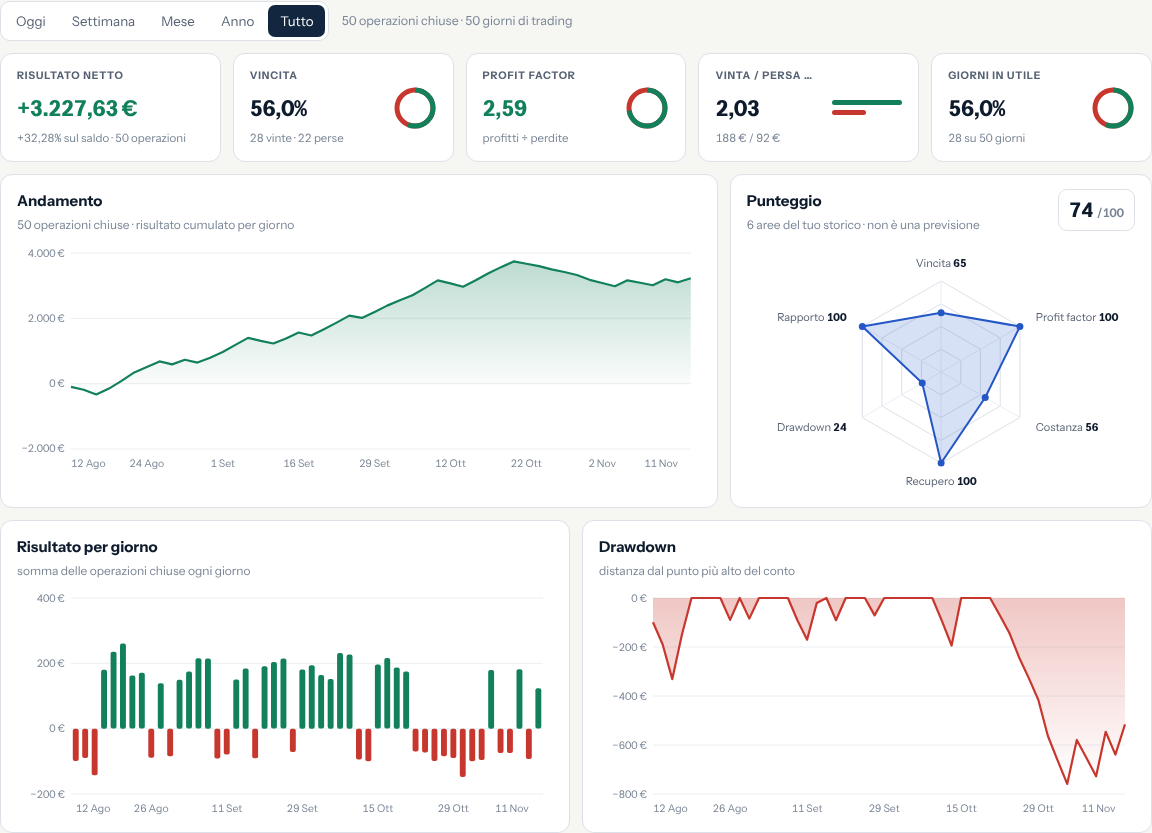 Oggi Settimana Mese Anno Tutto 50 operazioni chiuse · 50 giorni di trading
RISULTATO NETTO
+3.227,63 €
+32,28% sul saldo · 50 operazioni
VINCITA
56,0%
28 vinte · 22 perse
PROFIT FACTOR
2,59
profitti ÷ perdite
VINTA / PERSA ...
2,03
188 € / 92 €
GIORNI IN UTILE
56,0%
28 su 50 giorni
Andamento
50 operazioni chiuse · risultato cumulato per giorno
4.000 €
2.000 €
0 €
−2.000 €
12 Ago 24 Ago 1 Set 16 Set 29 Set 12 Ott 22 Ott 2 Nov 11 Nov
Punteggio
6 aree del tuo storico · non è una previsione
74 /100
Vincita 65
Rapporto 100
Profit factor 100
Drawdown 24
Costanza 56
Recupero 100
Risultato per giorno
somma delle operazioni chiuse ogni giorno
400 €
200 €
0 €
−200 €
12 Ago 26 Ago 11 Set 29 Set 15 Ott 29 Ott 11 Nov
Drawdown
distanza dal punto più alto del conto
0 €
−200 €
−400 €
−600 €
−800 €
12 Ago 26 Ago 11 Set 29 Set 15 Ott 29 Ott 11 Nov